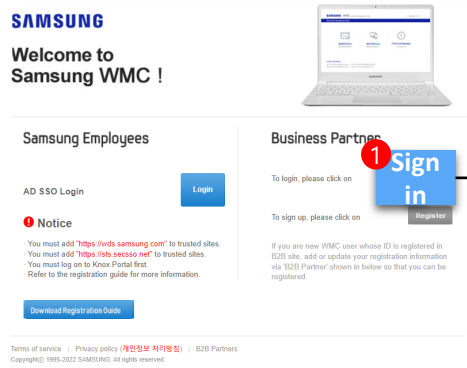 SAMSUNG
Welcome to
Samsung WMC !
Samsung Employees
AD SSO Login
Login
Notice
· You must add "https://wds.samsung.com" to trusted sites.
· You must add "https://sts.secsso.net" to trusted sites.
· You must log on to Knox Portal first.
· Refer to the registration guide for more information.
Download Registration Guide
Business Partner
1
Sign
in
To login, please click on
To sign up, please click on
Register
If you are new WMC user whose ID is registered in
B2B site, add or update your registration information
via 'B2B Partner' shown in below so that you can be
registered.
Terms of service | Privacy policy (개인정보 처리방침) | B2B Partners
Copyrightⓒ 1995-2022 SAMSUNG. All rights reserved.